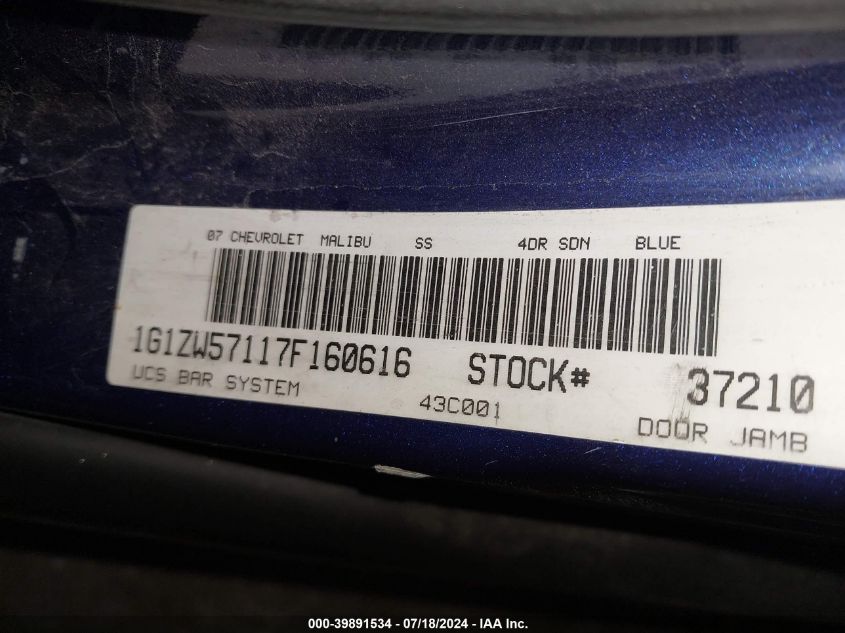 07 CHEVROLET MALIBU SS 4DR SDN BLUE
1G1ZW57117F160616 STOCK# 37210
UCS BAR SYSTEM 43C001 DOOR JAMB
000-39891534 - 07/18/2024 - IAA Inc.